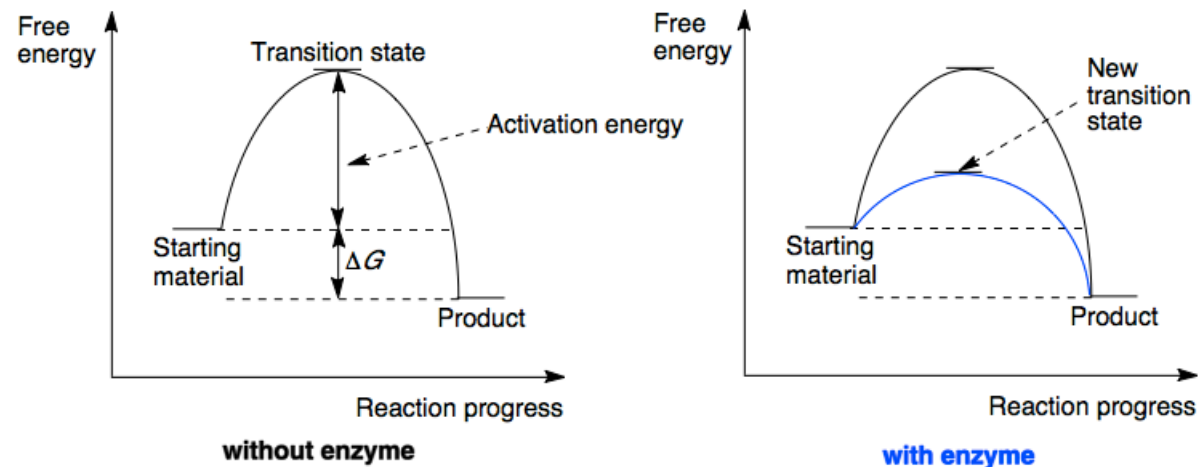 Free
energy
Transition state
Activation energy
Starting
material
ΔG
Product
Reaction progress
without enzyme
Free
energy
New
transition
state
Starting
material
Product
Reaction progress
with enzyme